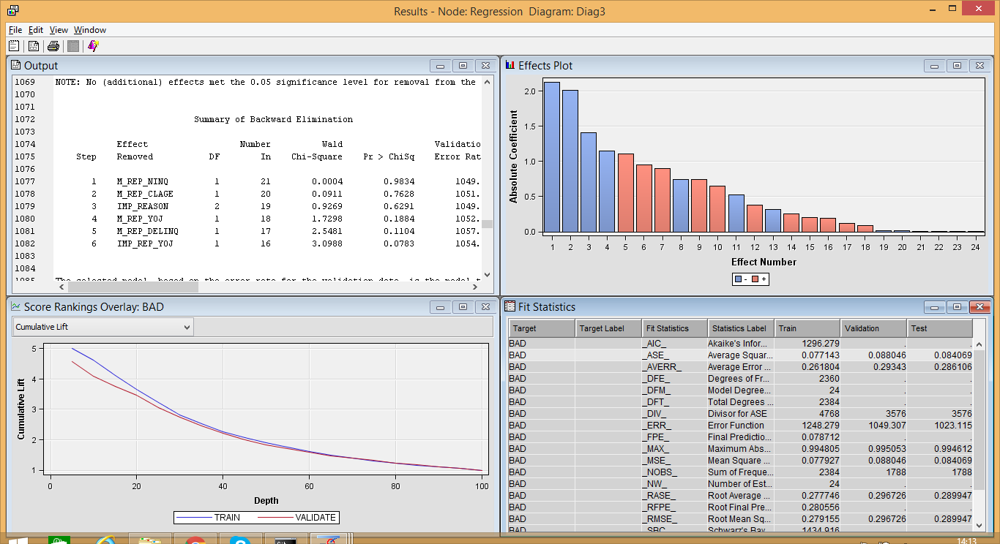 Results - Node: Regression Diagram: Diag3
File Edit View Window
Output
1069 NOTE: No (additional) effects met the 0.05 significance level for removal from the
1070
1071
1072 Summary of Backward Elimination
1073
1074 Effect Number Wald Validatio
1075 Step Removed DF In Chi-Square Pr > ChiSq Error Rat
1076
1077 1 M_REP_NINQ 1 21 0.0004 0.9834 1049.
1078 2 M_REP_CLAGE 1 20 0.0911 0.7628 1051.
1079 3 IMP_REASON 2 19 0.9269 0.6291 1049.
1080 4 M_REP_YOJ 1 18 1.7298 0.1884 1052.
1081 5 M_REP_DELINQ 1 17 2.5481 0.1104 1057.
1082 6 IMP_REP_YOJ 1 16 3.0988 0.0783 1054.
1083
1084
1085 The selected model, based on the error rate for the validation data, is the model t
Effects Plot
Absolute Coefficient
2.0
1.5
1.0
0.5
0.0
1 2 3 4 5 6 7 8 9 10 11 12 13 14 15 16 17 18 19 20 21 22 23 24
Effect Number
- +
Score Rankings Overlay: BAD
Cumulative Lift
Cumulative Lift
5
4
3
2
1
0 20 40 60 80 100
Depth
TRAIN VALIDATE
Fit Statistics
Target Target Label Fit Statistics Statistics Label Train Validation Test
BAD _AIC_ Akaike's Infor... 1296.279 . .
BAD _ASE_ Average Squar... 0.077143 0.088046 0.084069
BAD _AVERR_ Average Error ... 0.261804 0.29343 0.286106
BAD _DFE_ Degrees of Fr... 2360 . .
BAD _DFM_ Model Degree... 24 . .
BAD _DFT_ Total Degrees ... 2384 . .
BAD _DIV_ Divisor for ASE 4768 3576 3576
BAD _ERR_ Error Function 1248.279 1049.307 1023.115
BAD _FPE_ Final Predictio... 0.078712 . .
BAD _MAX_ Maximum Abs... 0.994805 0.995053 0.994612
BAD _MSE_ Mean Square ... 0.077927 0.088046 0.084069
BAD _NOBS_ Sum of Freque... 2384 1788 1788
BAD _NW_ Number of Est... 24 . .
BAD _RASE_ Root Average ... 0.277746 0.296726 0.289947
BAD _RFPE_ Root Final Pre... 0.280556 . .
BAD _RMSE_ Root Mean Sq... 0.279155 0.296726 0.289947
BAD _SBC_ Schwarz's Bay... 1434.916 . .
14:13